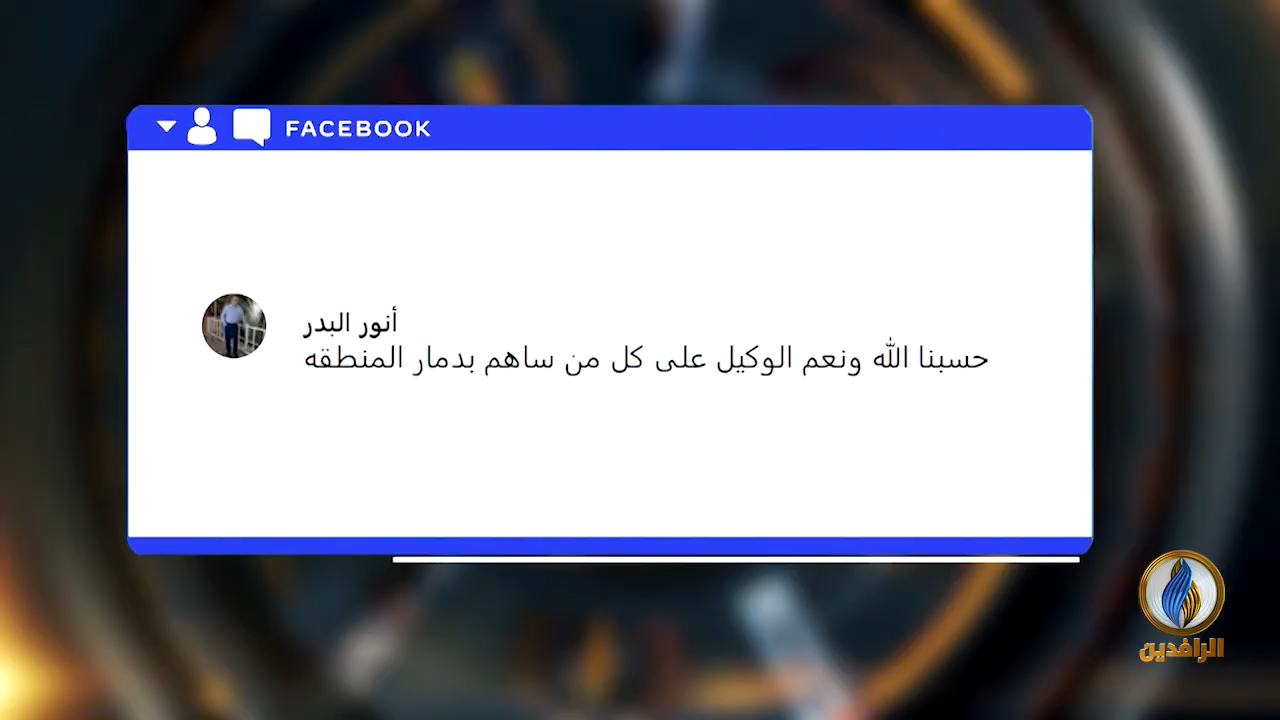 FACEBOOK
أنور البدر
حسبنا الله ونعم الوكيل على كل من ساهم بدمار المنطقه
الرافدين